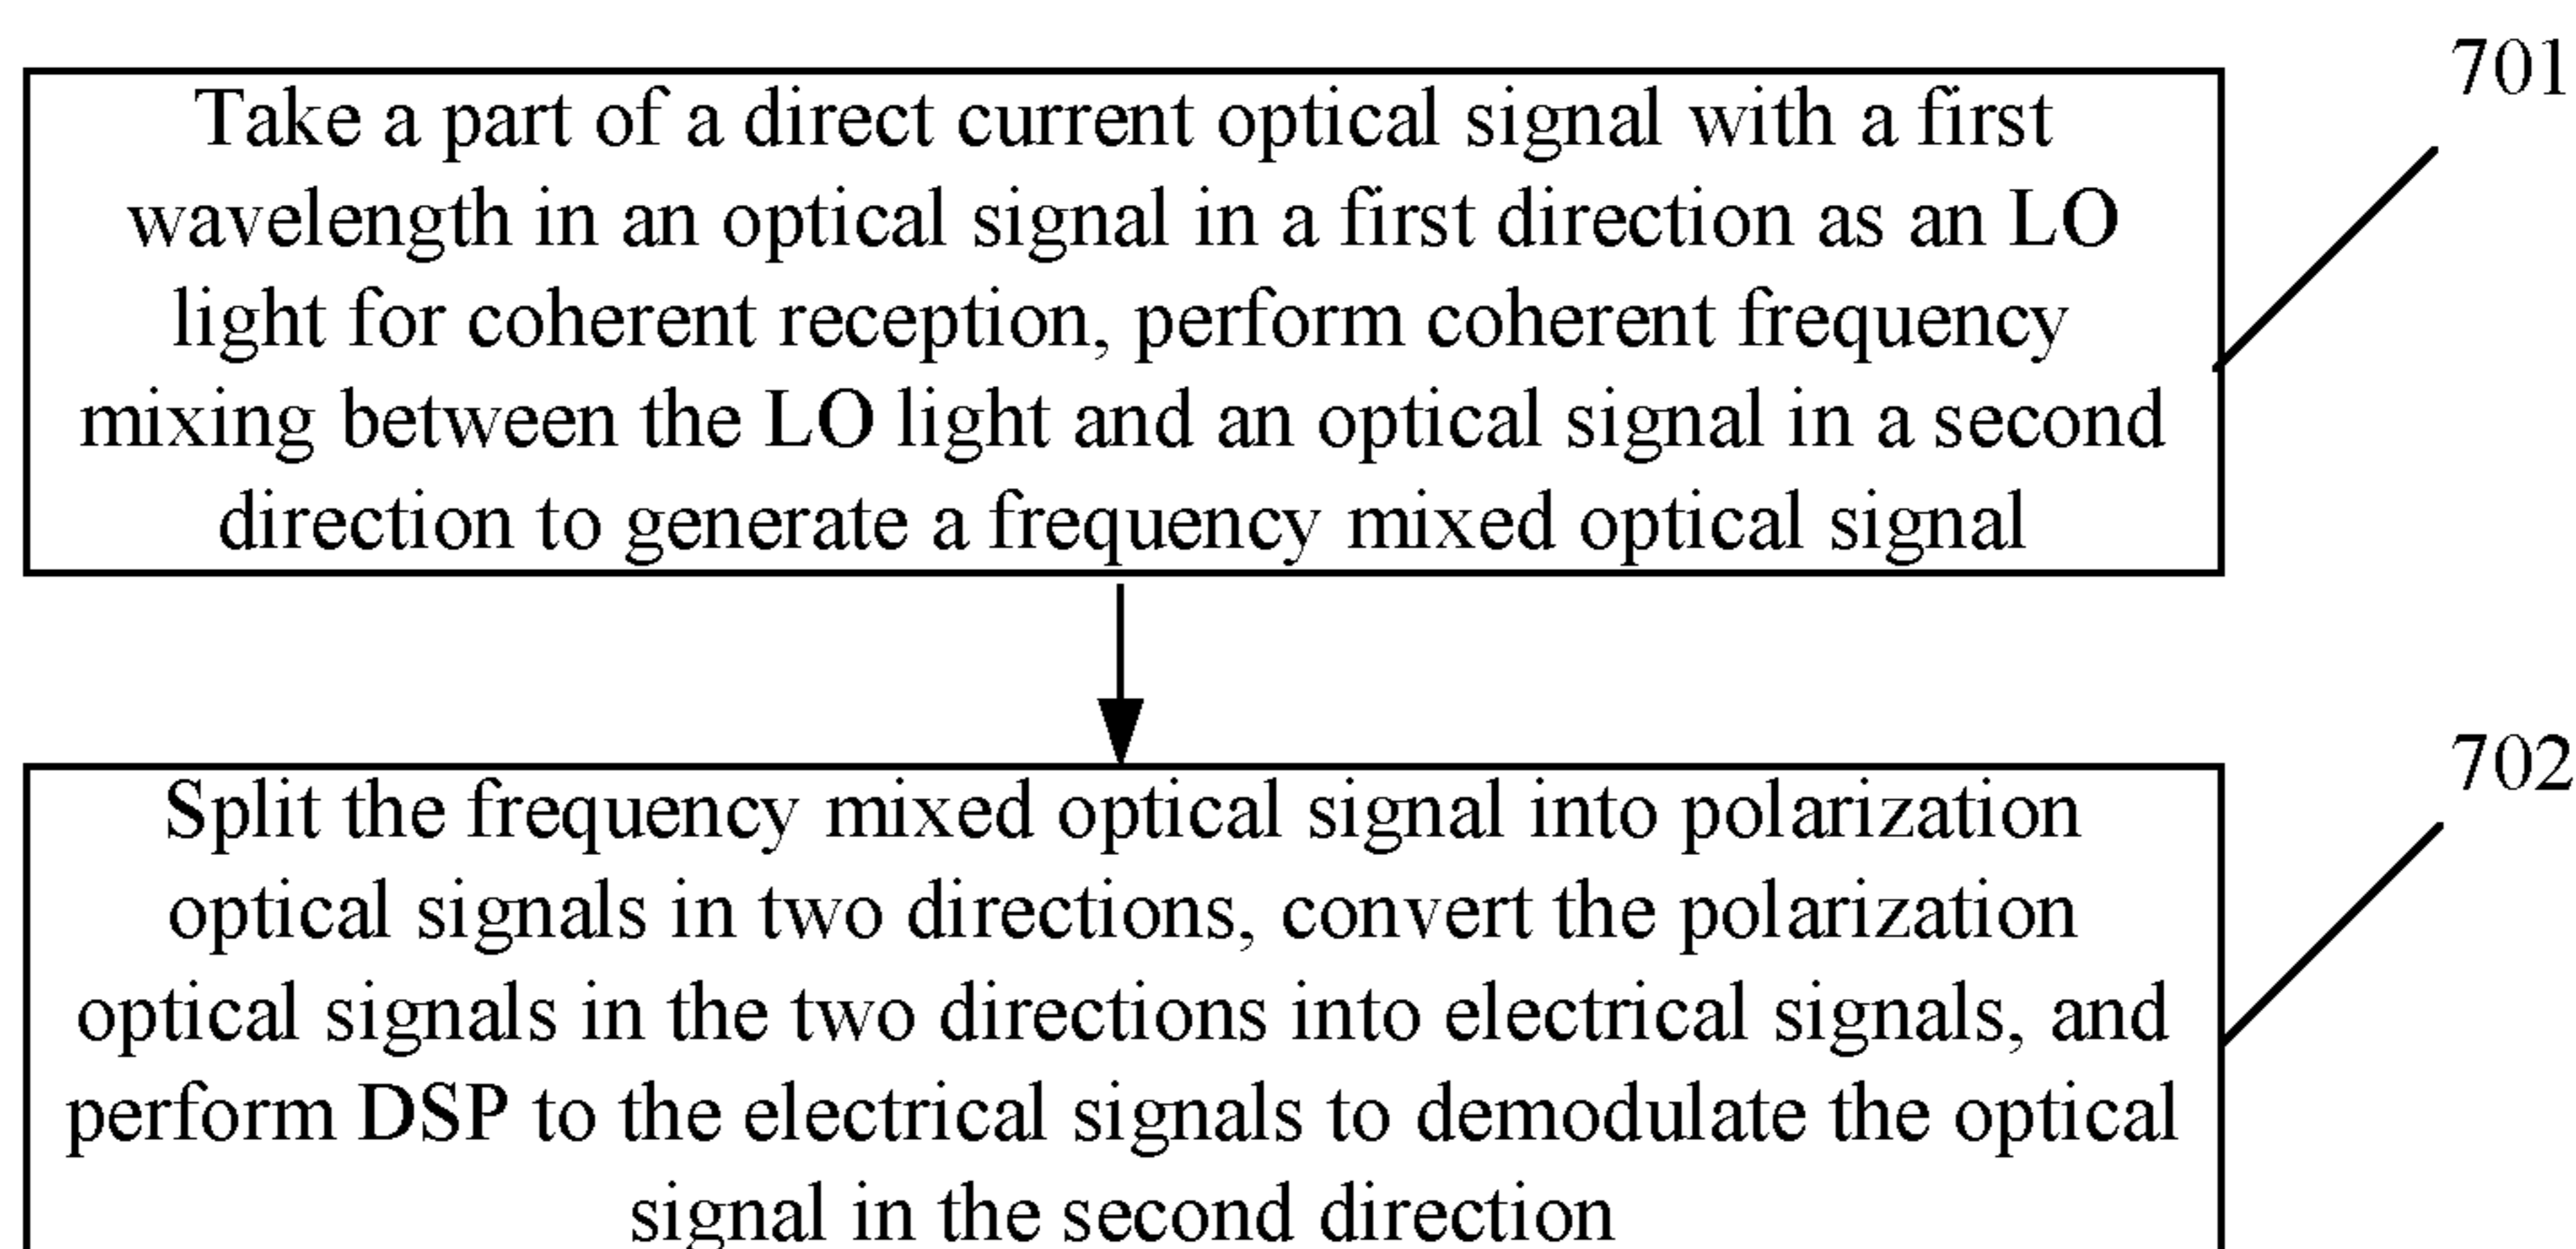 701
Take a part of a direct current optical signal with a first
wavelength in an optical signal in a first direction as an LO
light for coherent reception, perform coherent frequency
mixing between the LO light and an optical signal in a second
direction to generate a frequency mixed optical signal
702
Split the frequency mixed optical signal into polarization
optical signals in two directions, convert the polarization
optical signals in the two directions into electrical signals, and
perform DSP to the electrical signals to demodulate the optical
signal in the second direction